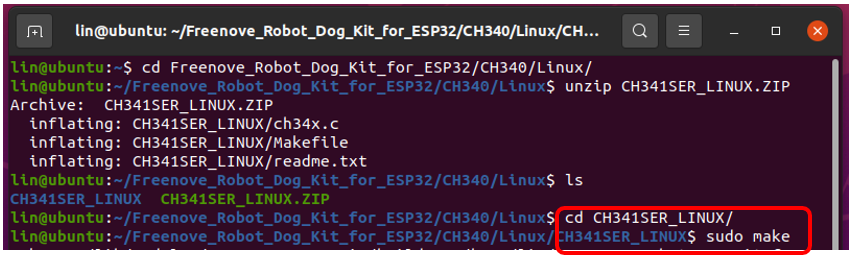 lin@ubuntu: ~/Freenove_Robot_Dog_Kit_for_ESP32/CH340/Linux/CH...
lin@ubuntu:~$ cd Freenove_Robot_Dog_Kit_for_ESP32/CH340/Linux/
lin@ubuntu:~/Freenove_Robot_Dog_Kit_for_ESP32/CH340/Linux$ unzip CH341SER_LINUX.ZIP
Archive:  CH341SER_LINUX.ZIP
  inflating: CH341SER_LINUX/ch34x.c
  inflating: CH341SER_LINUX/Makefile
  inflating: CH341SER_LINUX/readme.txt
lin@ubuntu:~/Freenove_Robot_Dog_Kit_for_ESP32/CH340/Linux$ ls
CH341SER_LINUX  CH341SER_LINUX.ZIP
lin@ubuntu:~/Freenove_Robot_Dog_Kit_for_ESP32/CH340/Linux$ cd CH341SER_LINUX/
lin@ubuntu:~/Freenove_Robot_Dog_Kit_for_ESP32/CH340/Linux/CH341SER_LINUX$ sudo make